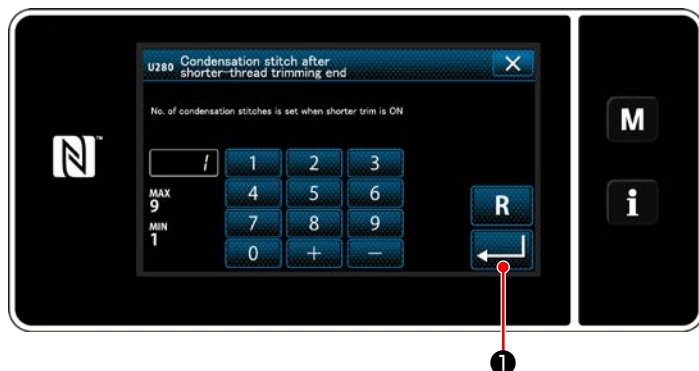 U280 Condensation stitch after
shorter-thread trimming end
X
No. of condensation stitches is set when shorter trim is ON
M
1
1 2 3
MAX
9
4 5 6
R
i
MIN
1
7 8 9
0 + −
N
™
❶